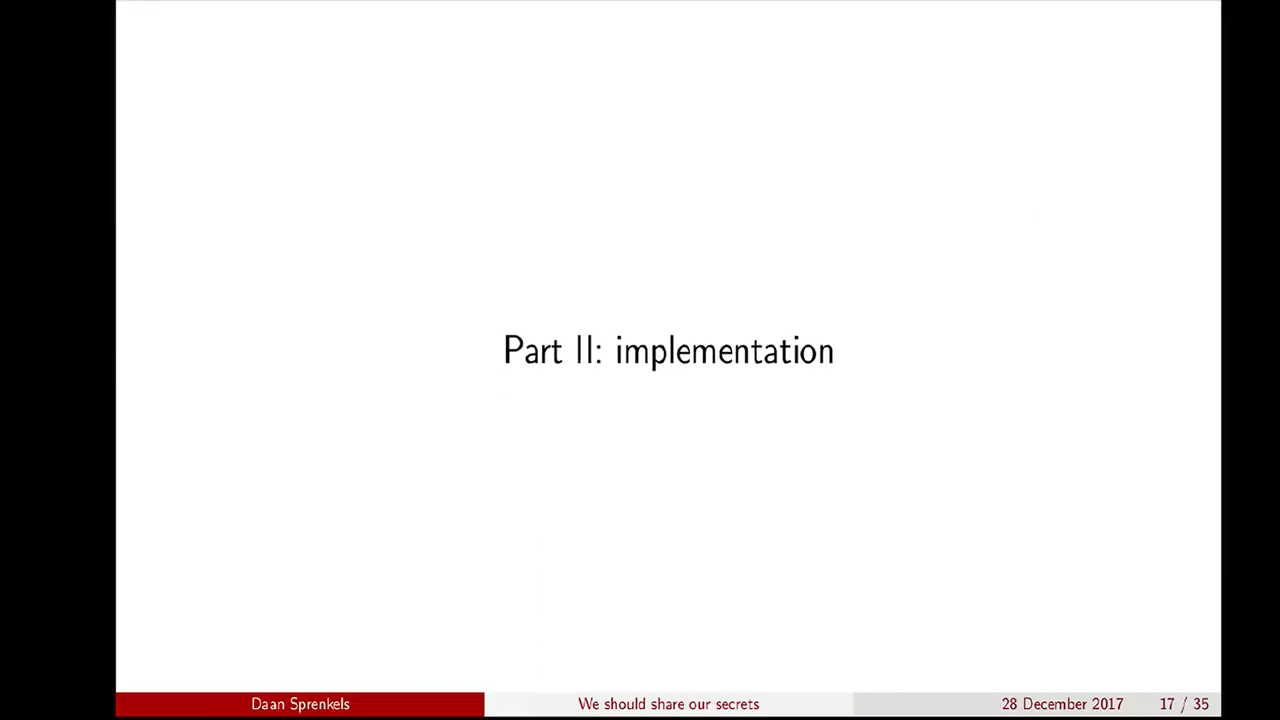 Part II: implementation
Daan Sprenkels We should share our secrets 28 December 2017 17 / 35